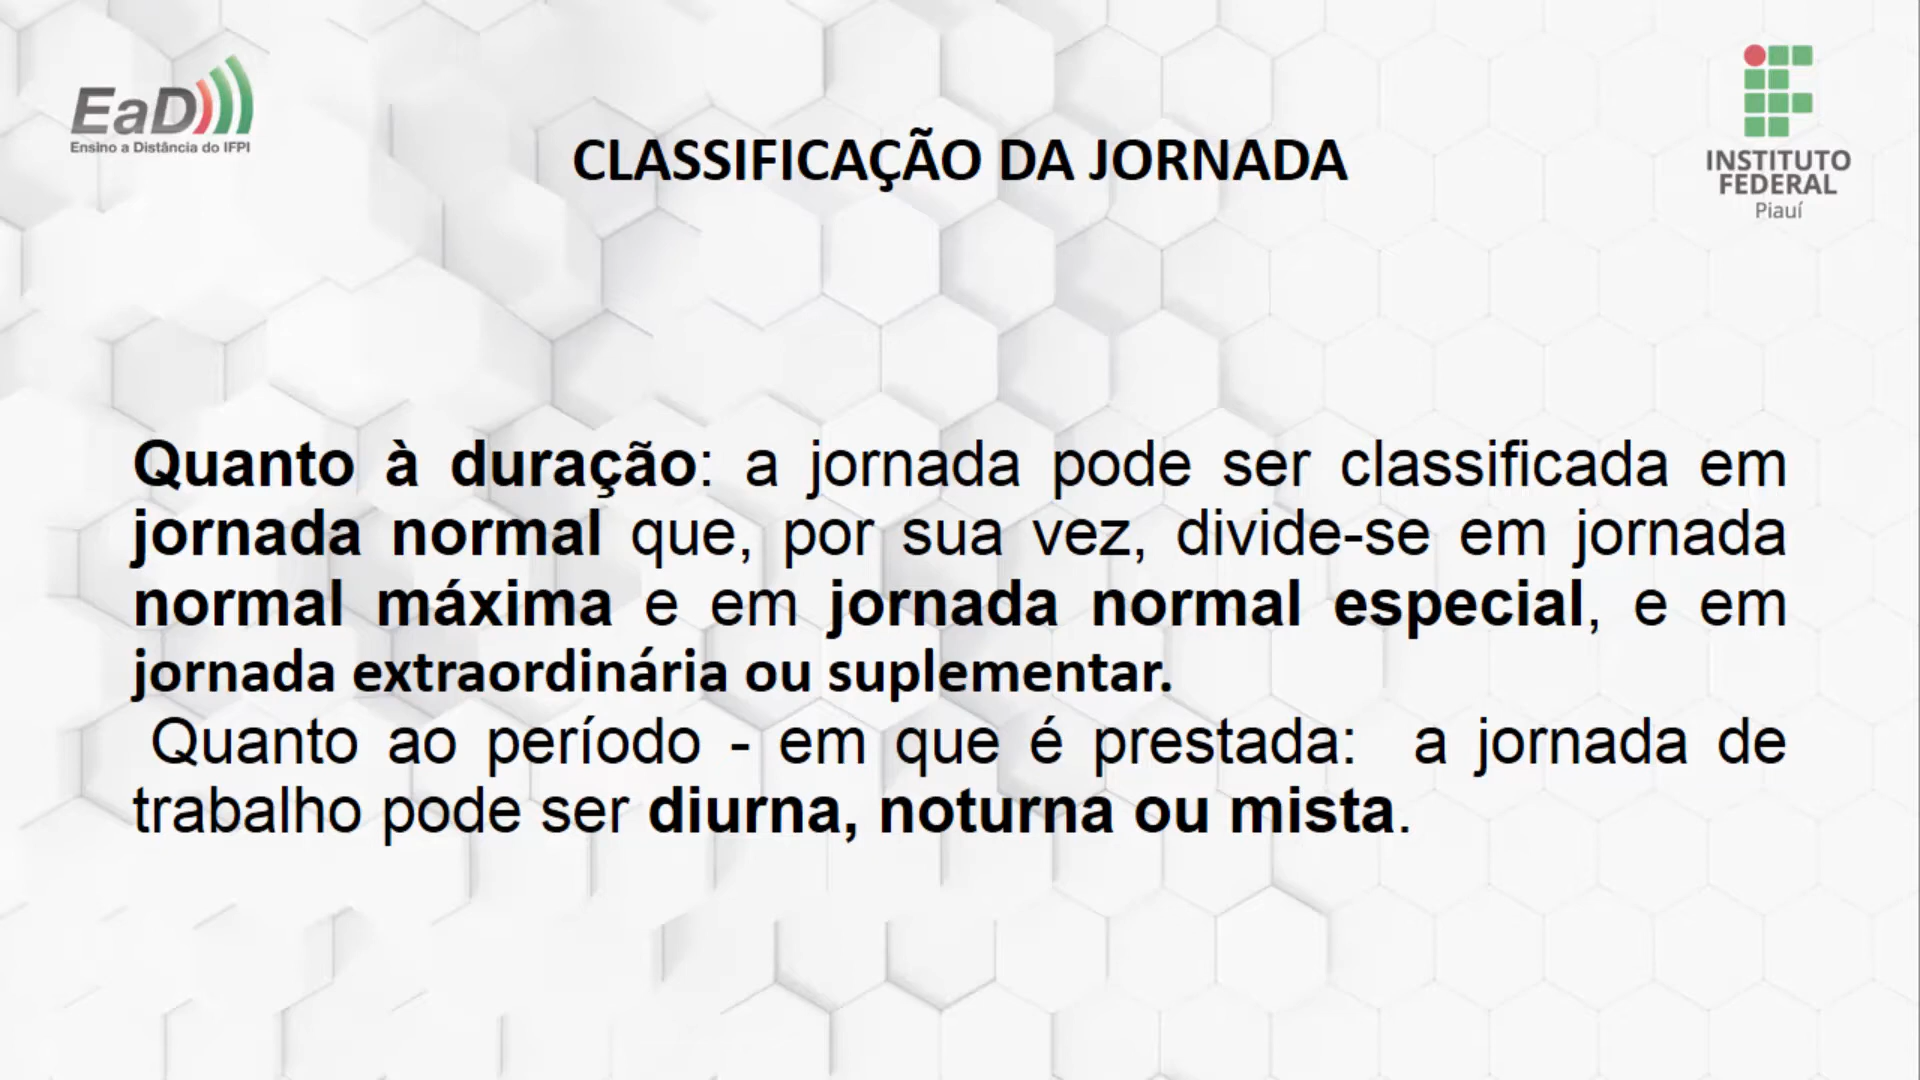 EaD
Ensino a Distância do IFPI
CLASSIFICAÇÃO DA JORNADA
INSTITUTO
FEDERAL
Piauí
Quanto à duração: a jornada pode ser classificada em
jornada normal que, por sua vez, divide-se em jornada
normal máxima e em jornada normal especial, e em
jornada extraordinária ou suplementar.
Quanto ao período - em que é prestada: a jornada de
trabalho pode ser diurna, noturna ou mista.